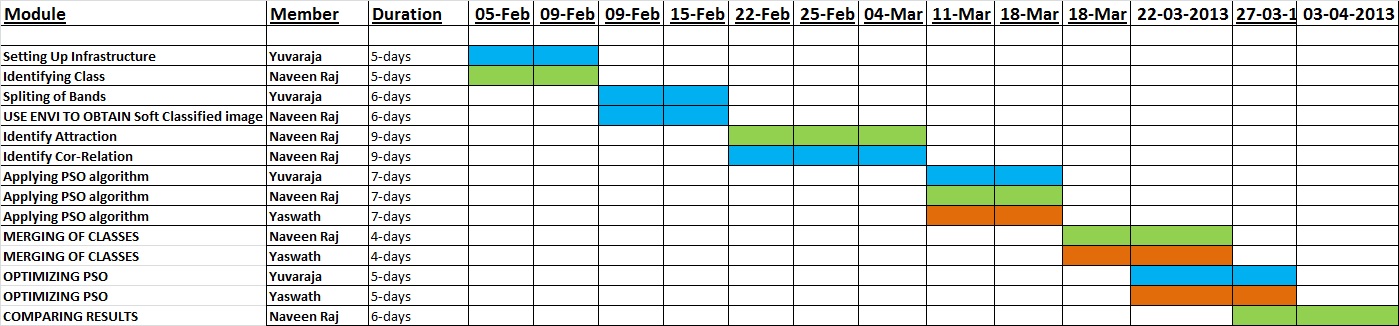 Module Member Duration 05-Feb 09-Feb 09-Feb 15-Feb 22-Feb 25-Feb 04-Mar 11-Mar 18-Mar 18-Mar 22-03-2013 27-03-1 03-04-2013
Setting Up Infrastructure Yuvaraja 5-days
Identifying Class Naveen Raj 5-days
Spliting of Bands Yuvaraja 6-days
USE ENVI TO OBTAIN Soft Classified image Naveen Raj 6-days
Identify Attraction Naveen Raj 9-days
Identify Cor-Relation Naveen Raj 9-days
Applying PSO algorithm Yuvaraja 7-days
Applying PSO algorithm Naveen Raj 7-days
Applying PSO algorithm Yaswath 7-days
MERGING OF CLASSES Naveen Raj 4-days
MERGING OF CLASSES Yaswath 4-days
OPTIMIZING PSO Yuvaraja 5-days
OPTIMIZING PSO Yaswath 5-days
COMPARING RESULTS Naveen Raj 6-days